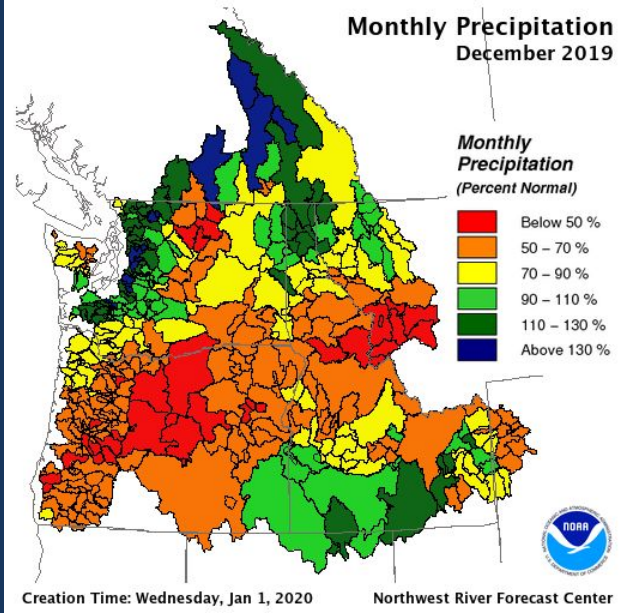 Monthly Precipitation
December 2019
Monthly
Precipitation
(Percent Normal)
Below 50 %
50 – 70 %
70 – 90 %
90 – 110 %
110 – 130 %
Above 130 %
NOAA
Creation Time: Wednesday, Jan 1, 2020
Northwest River Forecast Center